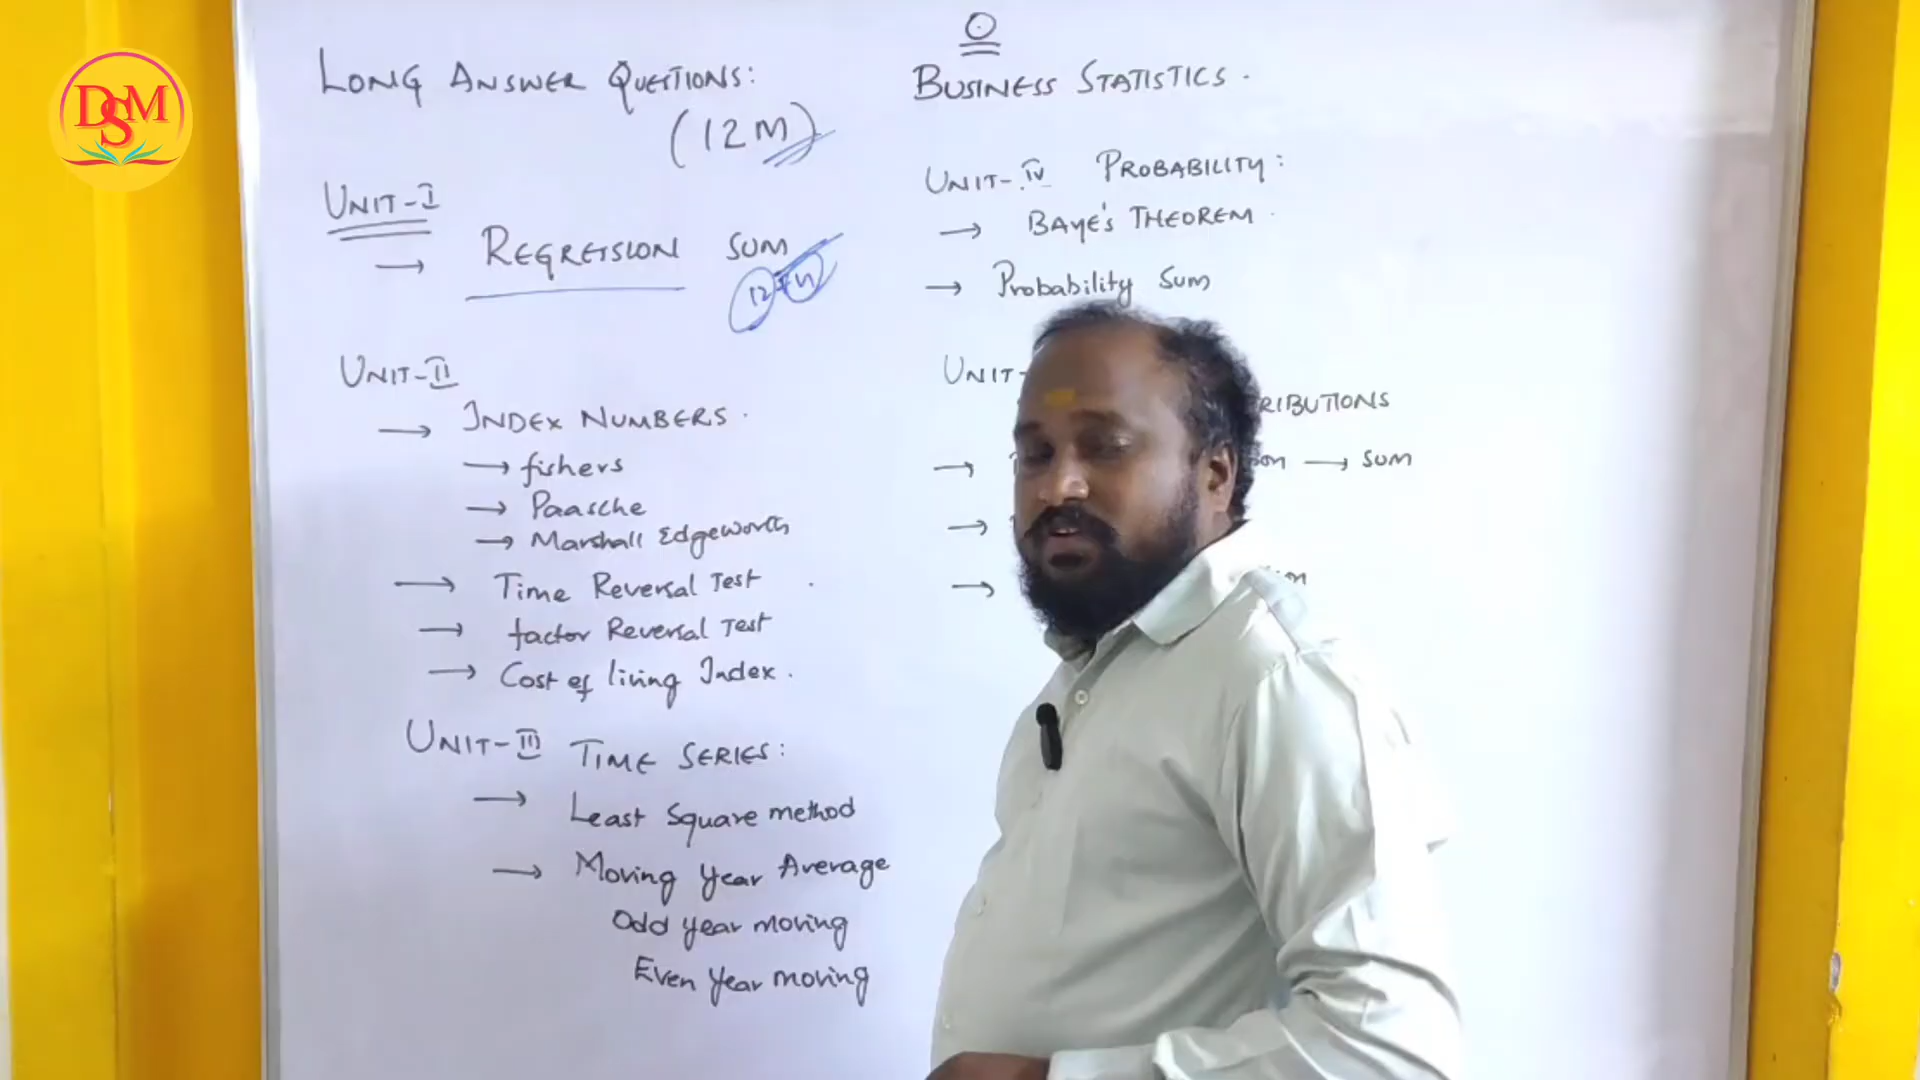 DSM
LONG ANSWER QUESTIONS:
(12M)
UNIT-I
→ REGRESSION SUM
12+4
UNIT-II
→ INDEX NUMBERS.
→ fishers
→ Paasche
→ Marshall Edgeworth
→ Time Reversal Test
→ factor Reversal Test
→ Cost of living Index.
UNIT-III TIME SERIES:
→ Least Square method
→ Moving Year Average
Odd year moving
Even Year moving
BUSINESS STATISTICS.
UNIT-IV PROBABILITY:
→ BAYE'S THEOREM
→ Probability Sum
UNIT-
→ SUM